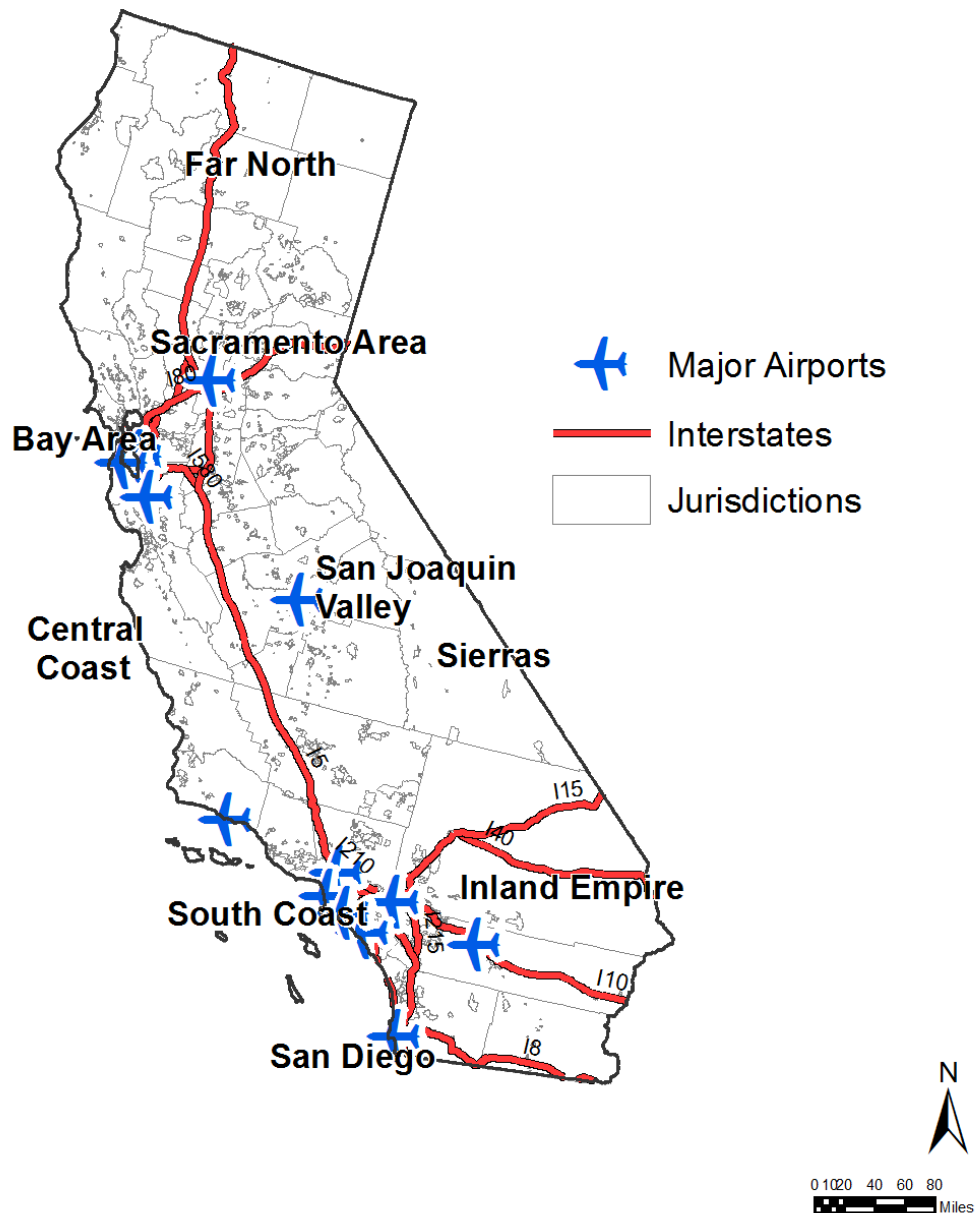 Far North
Sacramento Area
I80
Major Airports
Bay Area
Interstates
I580
Jurisdictions
San Joaquin
Valley
Central
Coast
Sierras
I5
I15
I40
I210
Inland Empire
South Coast
I215
I10
San Diego
I8
N
0 10 20 40 60 80
Miles